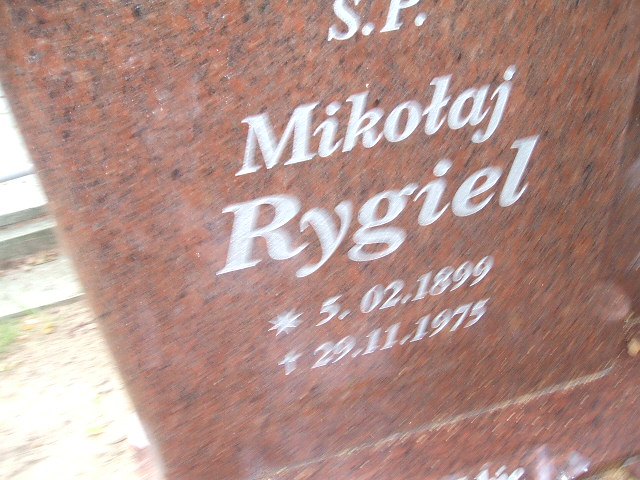 Ś.P.
Mikołaj
Rygiel
* 5. 02.1899
† 29.11.1975